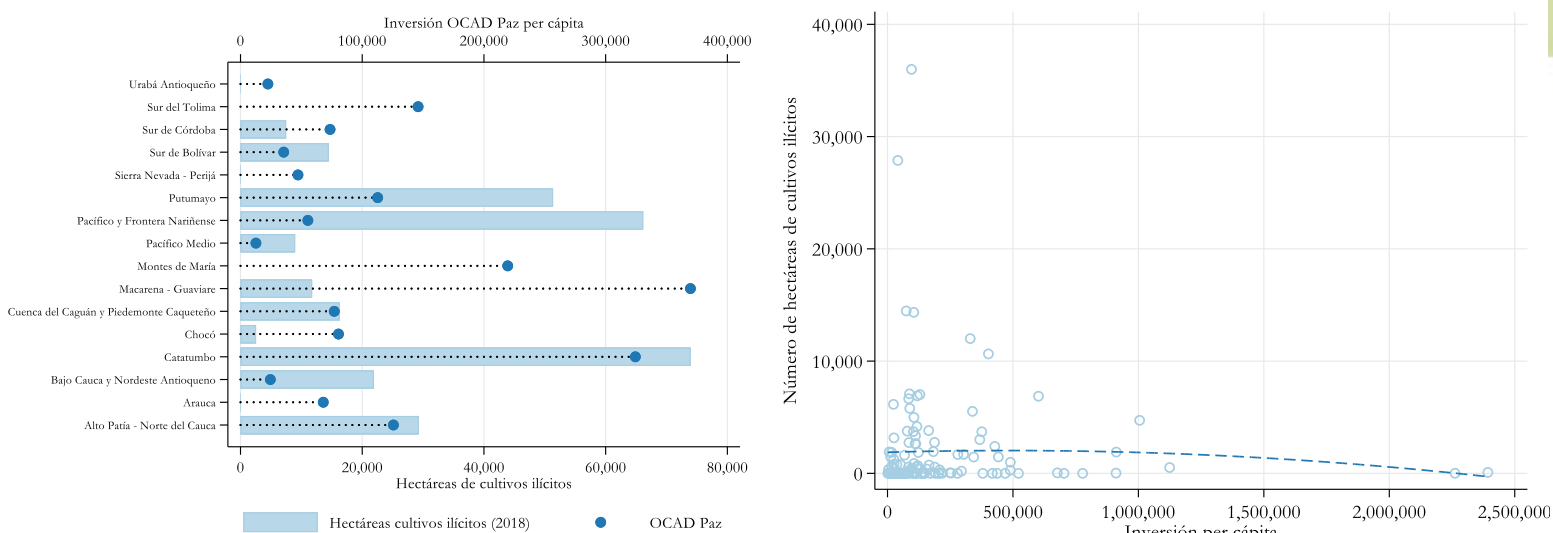 Inversión OCAD Paz per cápita
0 100,000 200,000 300,000 400,000
Urabá Antioqueño
Sur del Tolima
Sur de Córdoba
Sur de Bolívar
Sierra Nevada - Perijá
Putumayo
Pacífico y Frontera Nariñense
Pacífico Medio
Montes de María
Macarena - Guaviare
Cuenca del Caguán y Piedemonte Caqueteño
Chocó
Catatumbo
Bajo Cauca y Nordeste Antioqueno
Arauca
Alto Patía - Norte del Cauca
0 20,000 40,000 60,000 80,000
Hectáreas de cultivos ilícitos
Hectáreas cultivos ilícitos (2018) OCAD Paz
Número de hectáreas de cultivos ilícitos
40,000
30,000
20,000
10,000
0
0 500,000 1,000,000 1,500,000 2,000,000 2,500,000
Inversión per cápita